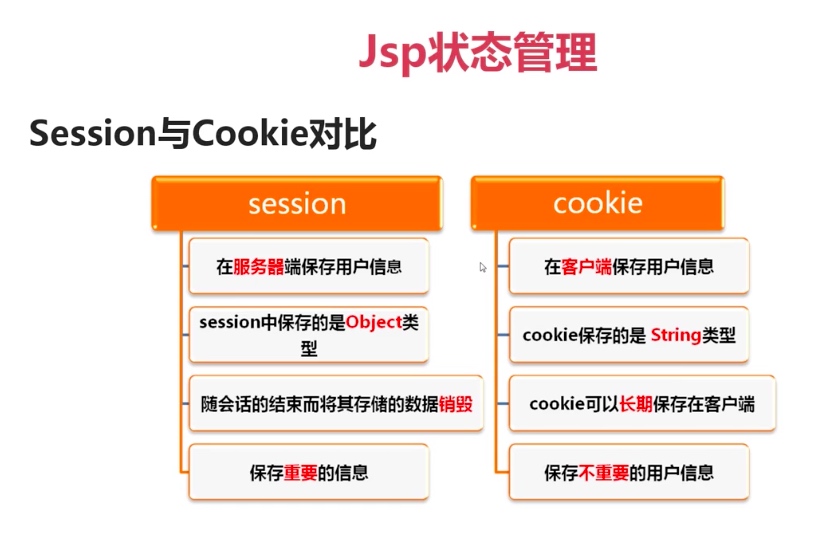 Jsp状态管理
Session与Cookie对比
session
在服务器端保存用户信息
session中保存的是Object类
型
随会话的结束而将其存储的数据销毁
保存重要的信息
cookie
在客户端保存用户信息
cookie保存的是 String类型
cookie可以长期保存在客户端
保存不重要的用户信息